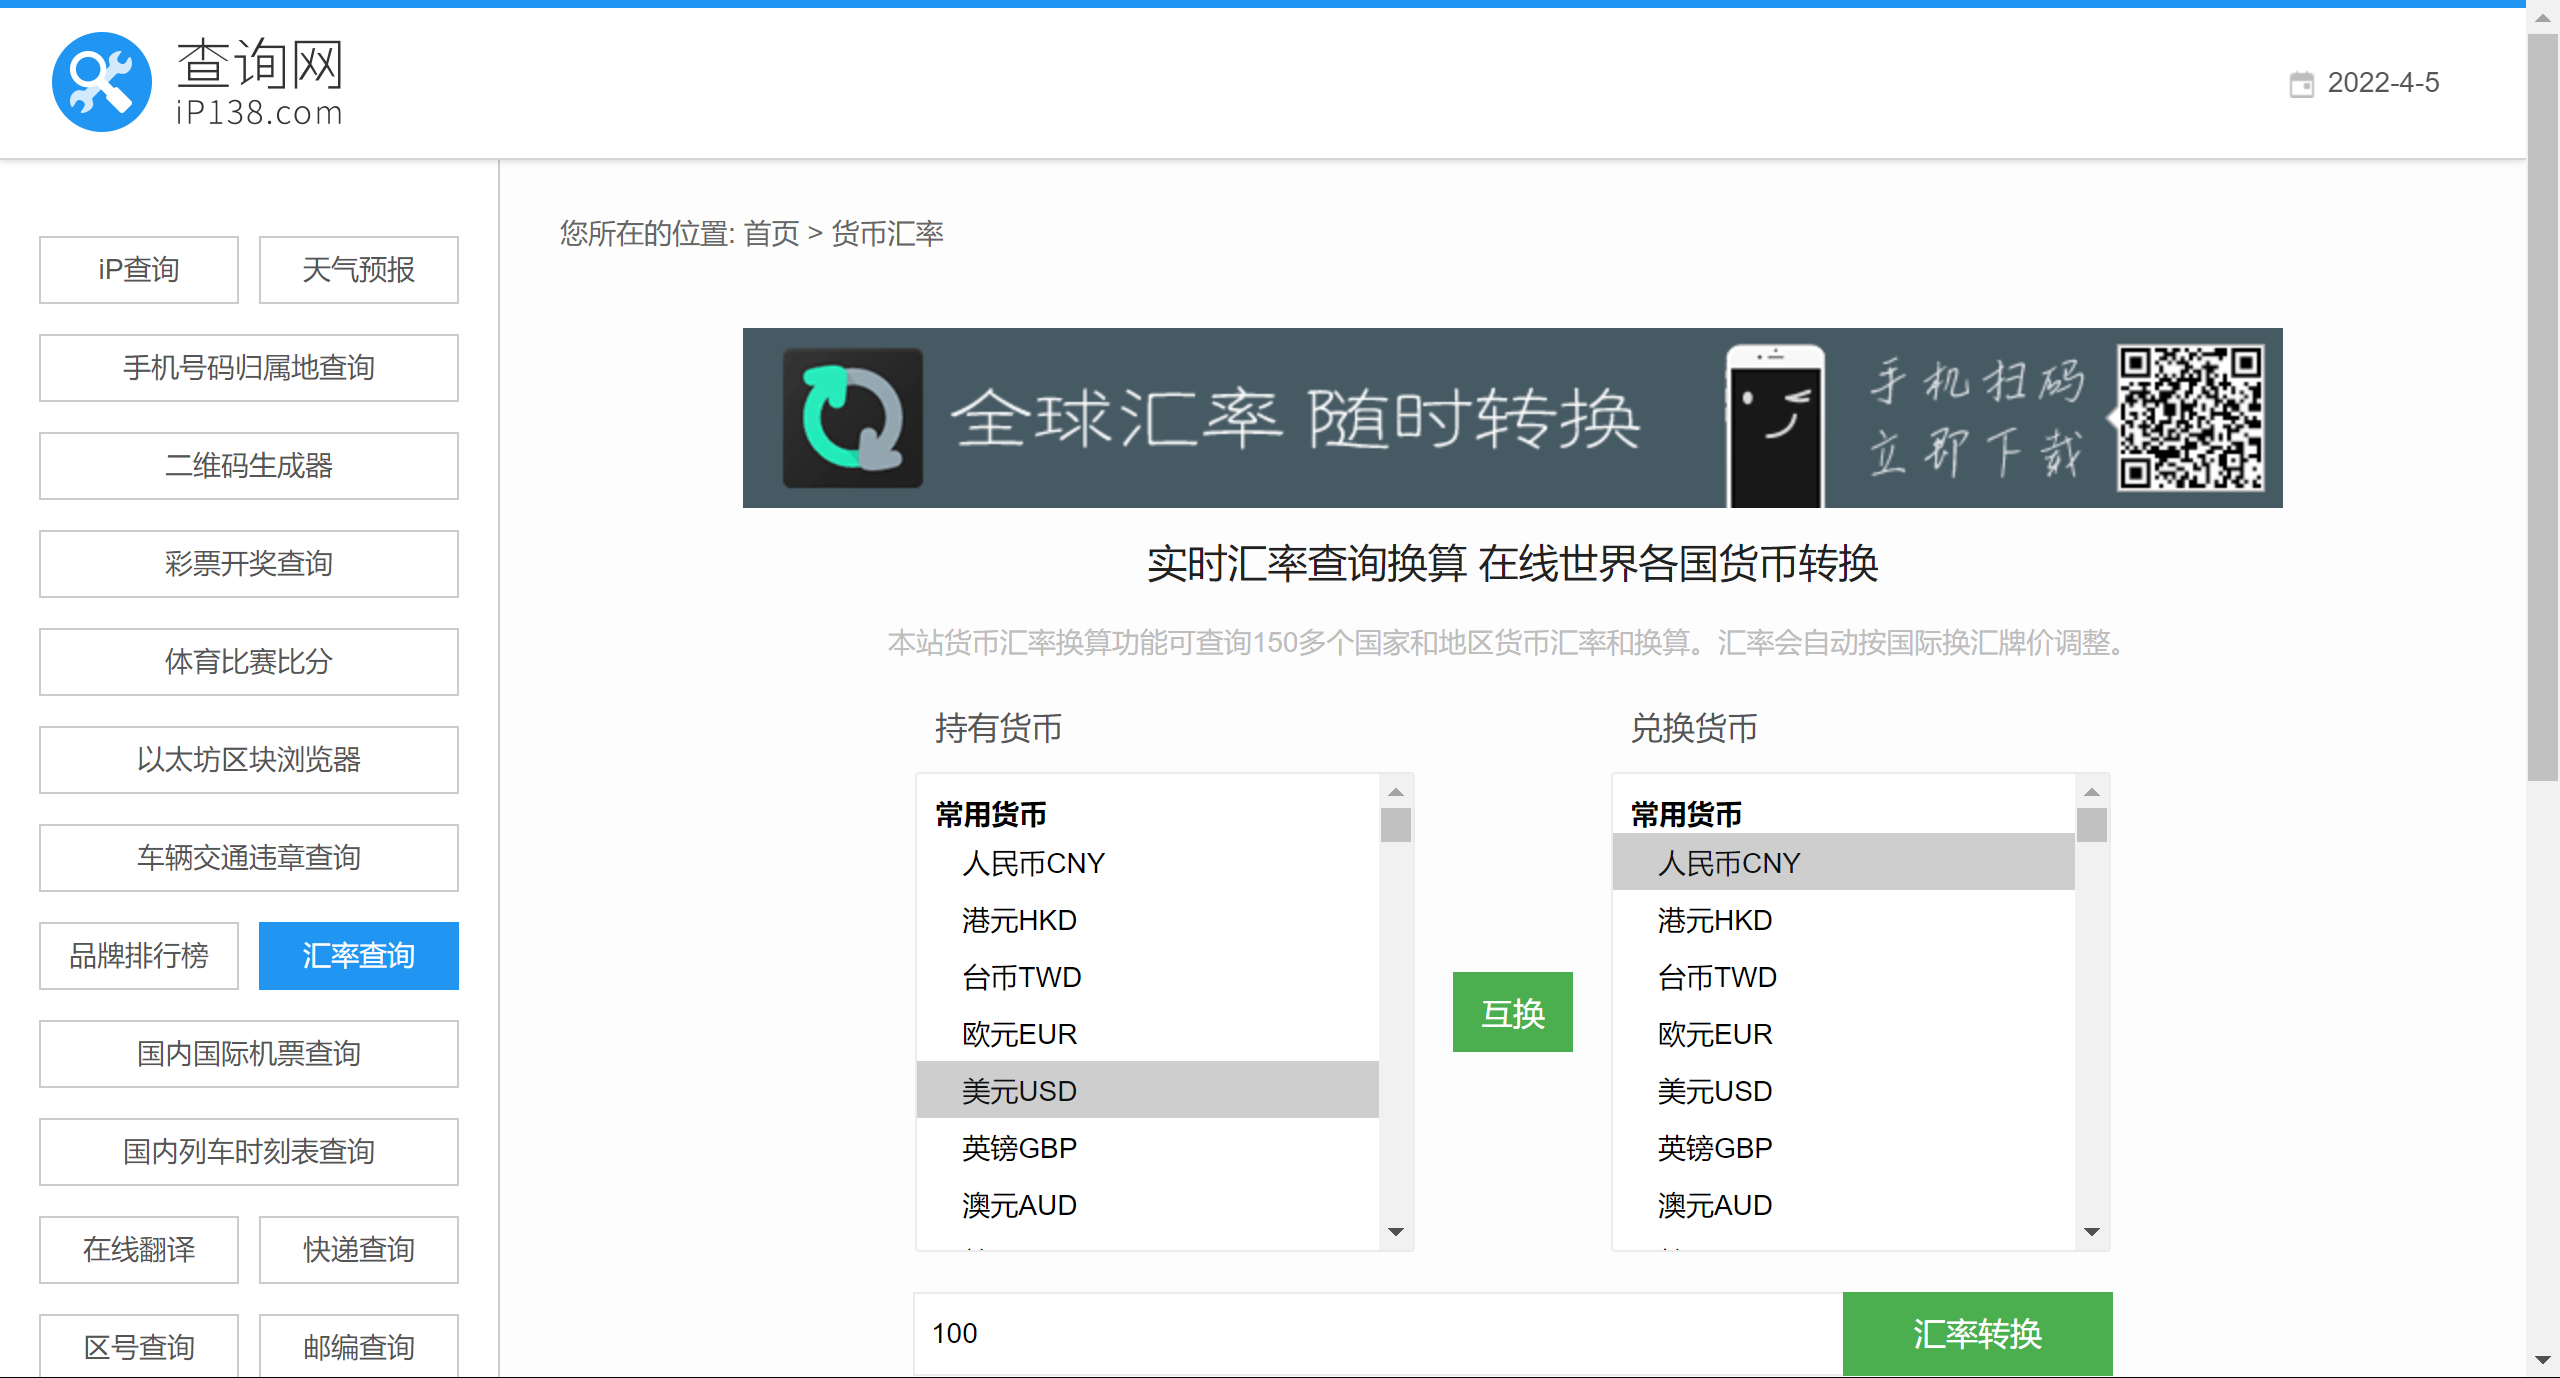 查询网
iP138.com
2022-4-5
iP查询
天气预报
手机号码归属地查询
二维码生成器
彩票开奖查询
体育比赛比分
以太坊区块浏览器
车辆交通违章查询
品牌排行榜
汇率查询
国内国际机票查询
国内列车时刻表查询
在线翻译
快递查询
区号查询
邮编查询
您所在的位置: 首页 > 货币汇率
全球汇率 随时转换
手机扫码
立即下载
实时汇率查询换算 在线世界各国货币转换
本站货币汇率换算功能可查询150多个国家和地区货币汇率和换算。汇率会自动按国际换汇牌价调整。
持有货币
常用货币
人民币CNY
港元HKD
台币TWD
欧元EUR
美元USD
英镑GBP
澳元AUD
互换
兑换货币
常用货币
人民币CNY
港元HKD
台币TWD
欧元EUR
美元USD
英镑GBP
澳元AUD
100
汇率转换